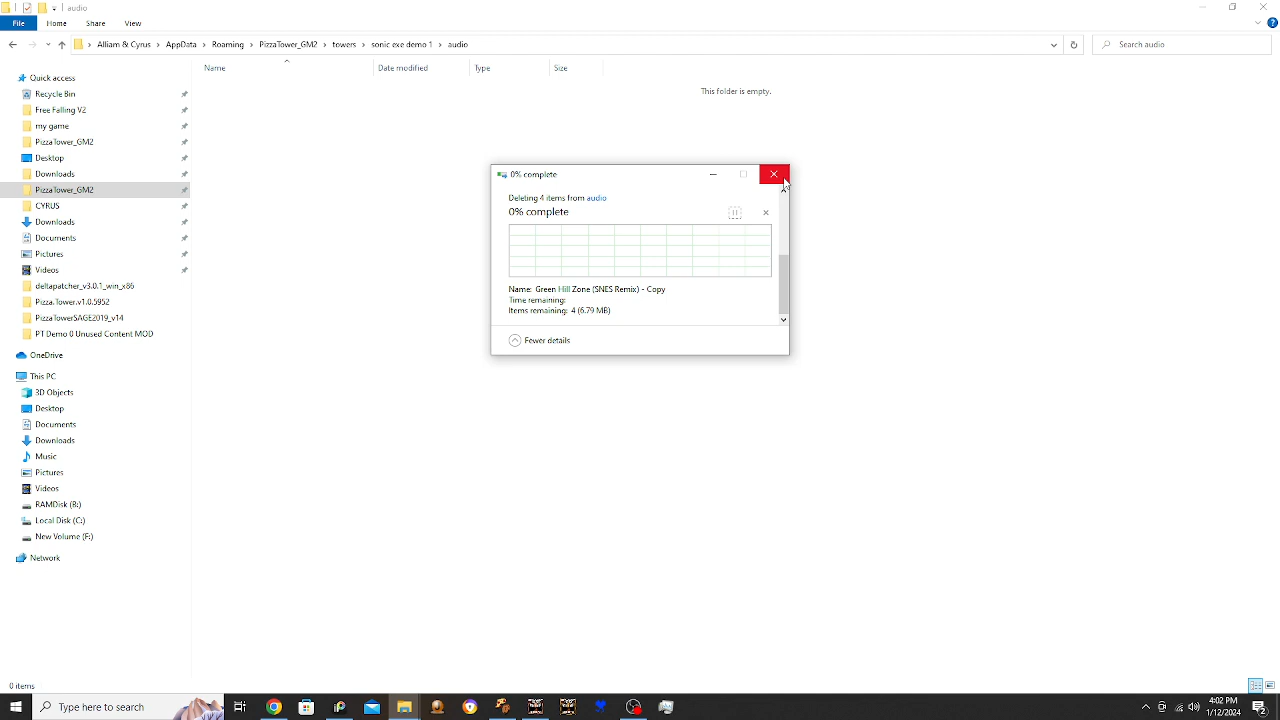 audio
File Home Share View
Alliam & Cyrus > AppData > Roaming > PizzaTower_GM2 > towers > sonic exe demo 1 > audio
Search audio
Name Date modified Type Size
This folder is empty.
Quick access
Recycle Bin
Free Falling V2
my game
PizzaTower_GM2
Desktop
Downloads
PizzaTower_GM2
CYRUS
Downloads
Documents
Pictures
Videos
deltapatcher_v3.0.1_win_x86
Pizza.Tower.v1.0.5952
PizzaTowerSAGE2019_v14
PT Demo 0 Unused Content MOD
OneDrive
This PC
3D Objects
Desktop
Documents
Downloads
Music
Pictures
Videos
RAMDisk (B:)
Local Disk (C:)
New Volume (F:)
Network
0% complete
Deleting 4 items from audio
0% complete
Name: Green Hill Zone (SNES Remix) - Copy
Time remaining:
Items remaining: 4 (6.79 MB)
Fewer details
0 items
Type here to search
4:02 PM
1/12/2024